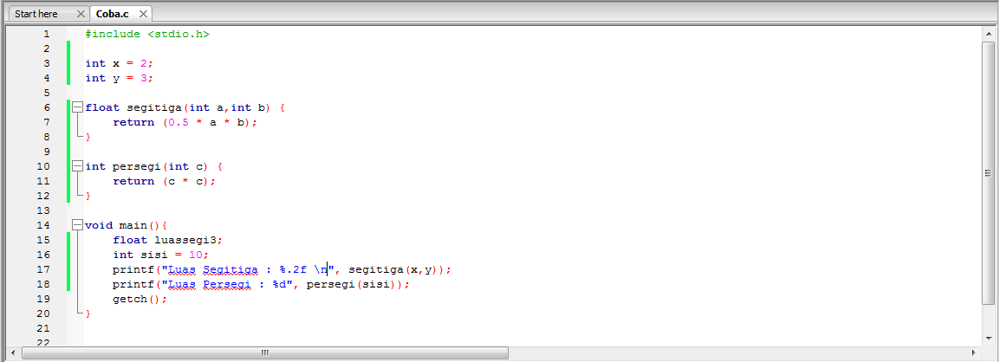 Start here Coba.c
1 #include <stdio.h>
2
3 int x = 2;
4 int y = 3;
5
6 float segitiga(int a,int b) {
7     return (0.5 * a * b);
8 }
9
10 int persegi(int c) {
11     return (c * c);
12 }
13
14 void main(){
15     float luassegi3;
16     int sisi = 10;
17     printf("Luas Segitiga : %.2f \n", segitiga(x,y));
18     printf("Luas Persegi : %d", persegi(sisi));
19     getch();
20 }
21
22